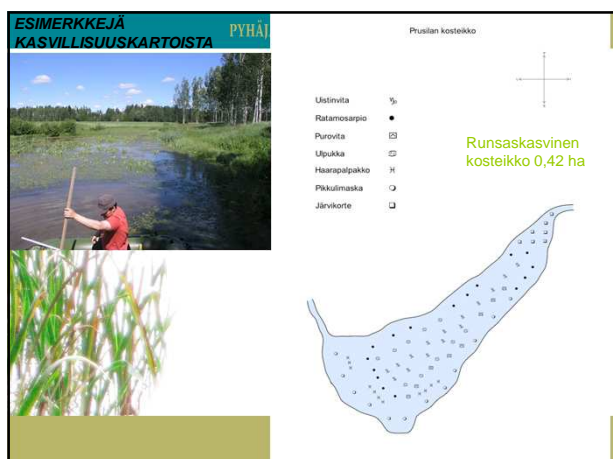 ESIMERKKEJÄ
KASVILLISUUSKARTOISTA
PYHÄJ
Prusilan kosteikko
Uistinvita
Ratamosarpio
Purovita
Ulpukka
Haarapalpakko
Pikkulimaska
Järvikorte
Runsaskasvinen
kosteikko 0,42 ha